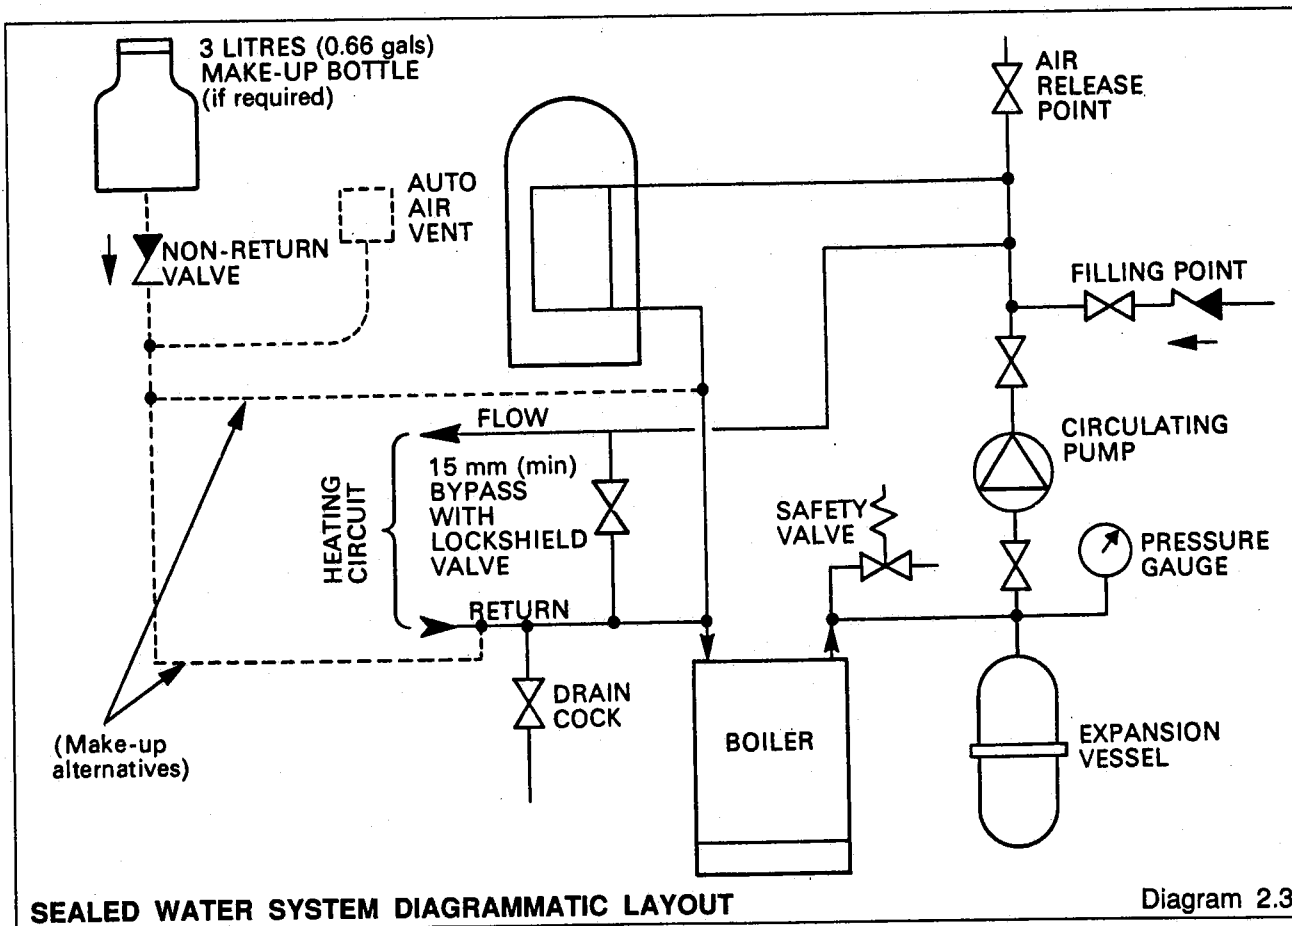 3 LITRES (0.66 gals)
MAKE-UP BOTTLE
(if required)
AIR
RELEASE
POINT
AUTO
AIR
VENT
NON-RETURN
VALVE
FILLING POINT
FLOW
CIRCULATING
PUMP
15 mm (min)
BYPASS
WITH
LOCKSHIELD
VALVE
HEATING
CIRCUIT
SAFETY
VALVE
PRESSURE
GAUGE
RETURN
DRAIN
COCK
BOILER
EXPANSION
VESSEL
(Make-up
alternatives)
SEALED WATER SYSTEM DIAGRAMMATIC LAYOUT
Diagram 2.3